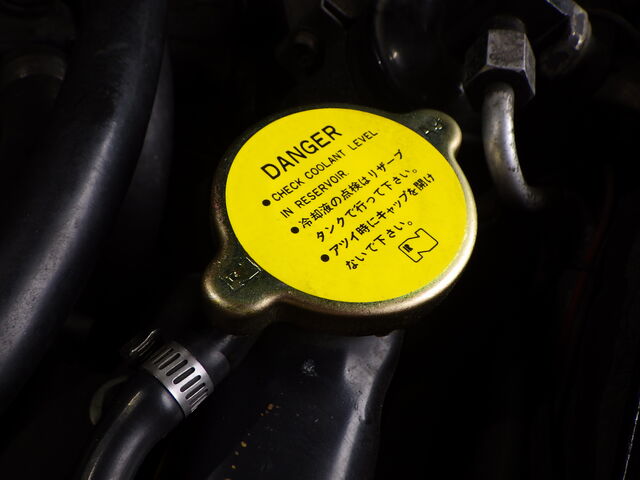 DANGER
● CHECK COOLANT LEVEL
IN RESERVOIR.
● 冷却液の点検はリザーブ
タンクで行って下さい。
● アツイ時にキャップを開け
ないで下さい。
N